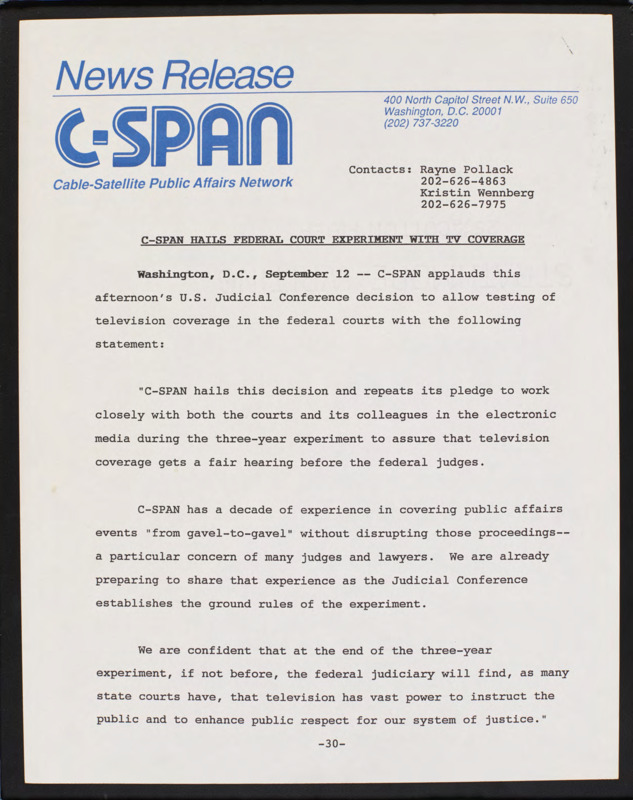 News Release
C-SPAN
Cable-Satellite Public Affairs Network
400 North Capitol Street N.W., Suite 650
Washington, D.C. 20001
(202) 737-3220
Contacts: Rayne Pollack
202-626-4863
Kristin Wennberg
202-626-7975
C-SPAN HAILS FEDERAL COURT EXPERIMENT WITH TV COVERAGE
Washington, D.C., September 12 -- C-SPAN applauds this
afternoon's U.S. Judicial Conference decision to allow testing of
television coverage in the federal courts with the following
statement:
"C-SPAN hails this decision and repeats its pledge to work
closely with both the courts and its colleagues in the electronic
media during the three-year experiment to assure that television
coverage gets a fair hearing before the federal judges.
C-SPAN has a decade of experience in covering public affairs
events "from gavel-to-gavel" without disrupting those proceedings--
a particular concern of many judges and lawyers. We are already
preparing to share that experience as the Judicial Conference
establishes the ground rules of the experiment.
We are confident that at the end of the three-year
experiment, if not before, the federal judiciary will find, as many
state courts have, that television has vast power to instruct the
public and to enhance public respect for our system of justice."
-30-